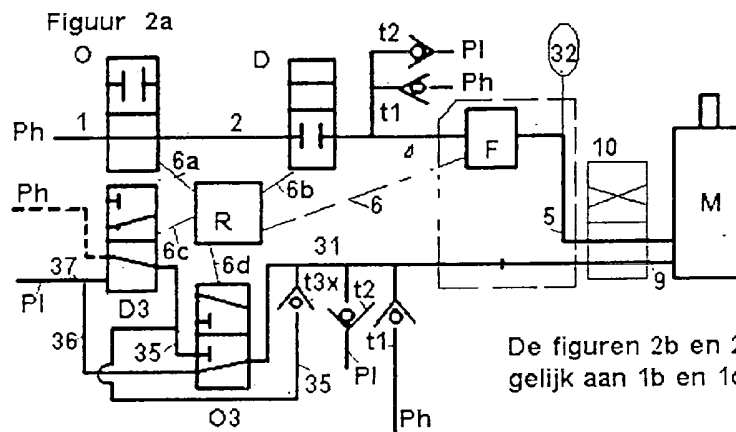 Figuur 2a
O
D
t2
Pl
32
Ph
t1
Ph
1
2
F
10
M
6a
6b
6
5
Ph
R
6c
31
9
37
6d
Pl
D3
t3x
t2
36
35
t1
35
Pl
O3
Ph
De figuren 2b en 2
gelijk aan 1b en 1c